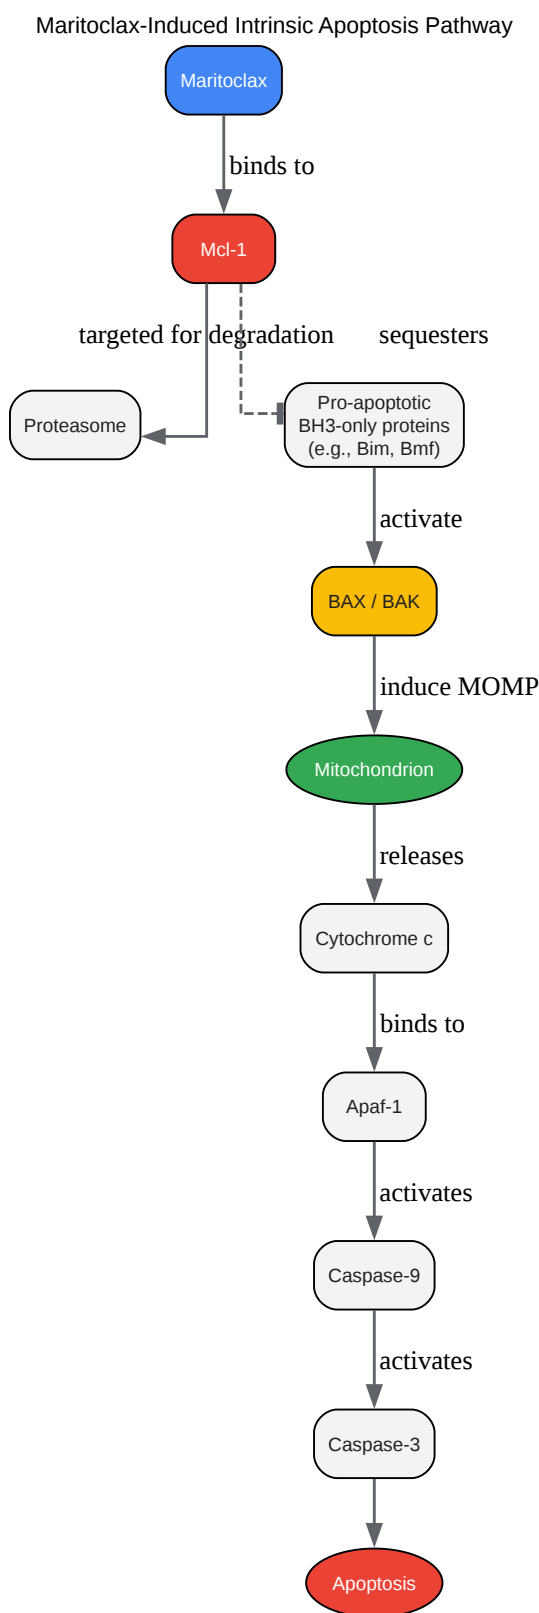 Maritoclax-Induced Intrinsic Apoptosis Pathway
Maritoclax
binds to
Mcl-1
targeted for degradation
sequesters
Proteasome
Pro-apoptotic
BH3-only proteins
(e.g., Bim, Bmf)
activate
BAX / BAK
induce MOMP
Mitochondrion
releases
Cytochrome c
binds to
Apaf-1
activates
Caspase-9
activates
Caspase-3
Apoptosis